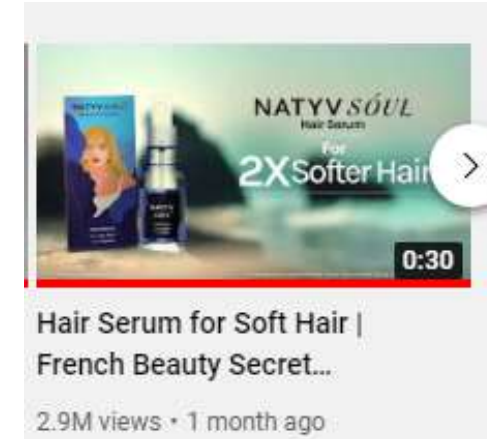 NATYV SÓUL
Hair Serum
For
2X Softer Hair
0:30
Hair Serum for Soft Hair |
French Beauty Secret...
2.9M views • 1 month ago